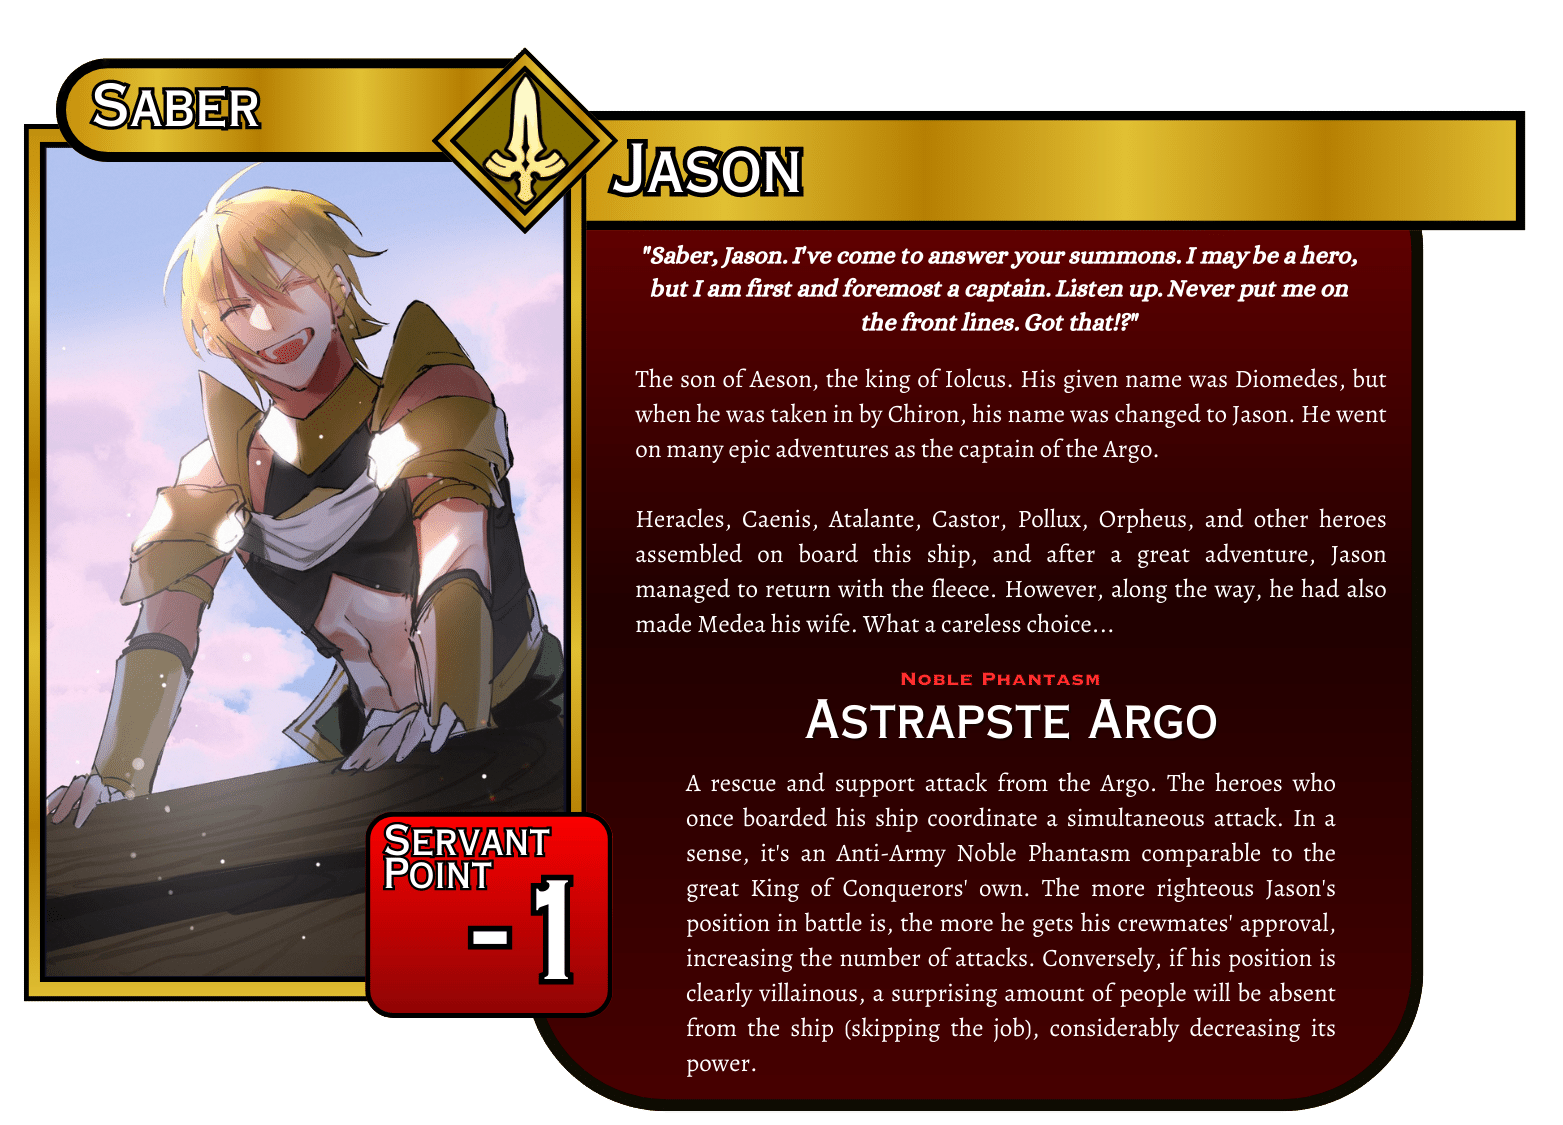 SABER
JASON
"Saber, Jason. I've come to answer your summons. I may be a hero,
but I am first and foremost a captain. Listen up. Never put me on
the front lines. Got that!?"
The son of Aeson, the king of Iolcus. His given name was Diomedes, but
when he was taken in by Chiron, his name was changed to Jason. He went
on many epic adventures as the captain of the Argo.
Heracles, Caenis, Atalante, Castor, Pollux, Orpheus, and other heroes
assembled on board this ship, and after a great adventure, Jason
managed to return with the fleece. However, along the way, he had also
made Medea his wife. What a careless choice...
NOBLE PHANTASM
ASTRAPSTE ARGO
A rescue and support attack from the Argo. The heroes who
once boarded his ship coordinate a simultaneous attack. In a
sense, it's an Anti-Army Noble Phantasm comparable to the
great King of Conquerors' own. The more righteous Jason's
position in battle is, the more he gets his crewmates' approval,
increasing the number of attacks. Conversely, if his position is
clearly villainous, a surprising amount of people will be absent
from the ship (skipping the job), considerably decreasing its
power.
SERVANT
POINT
-1